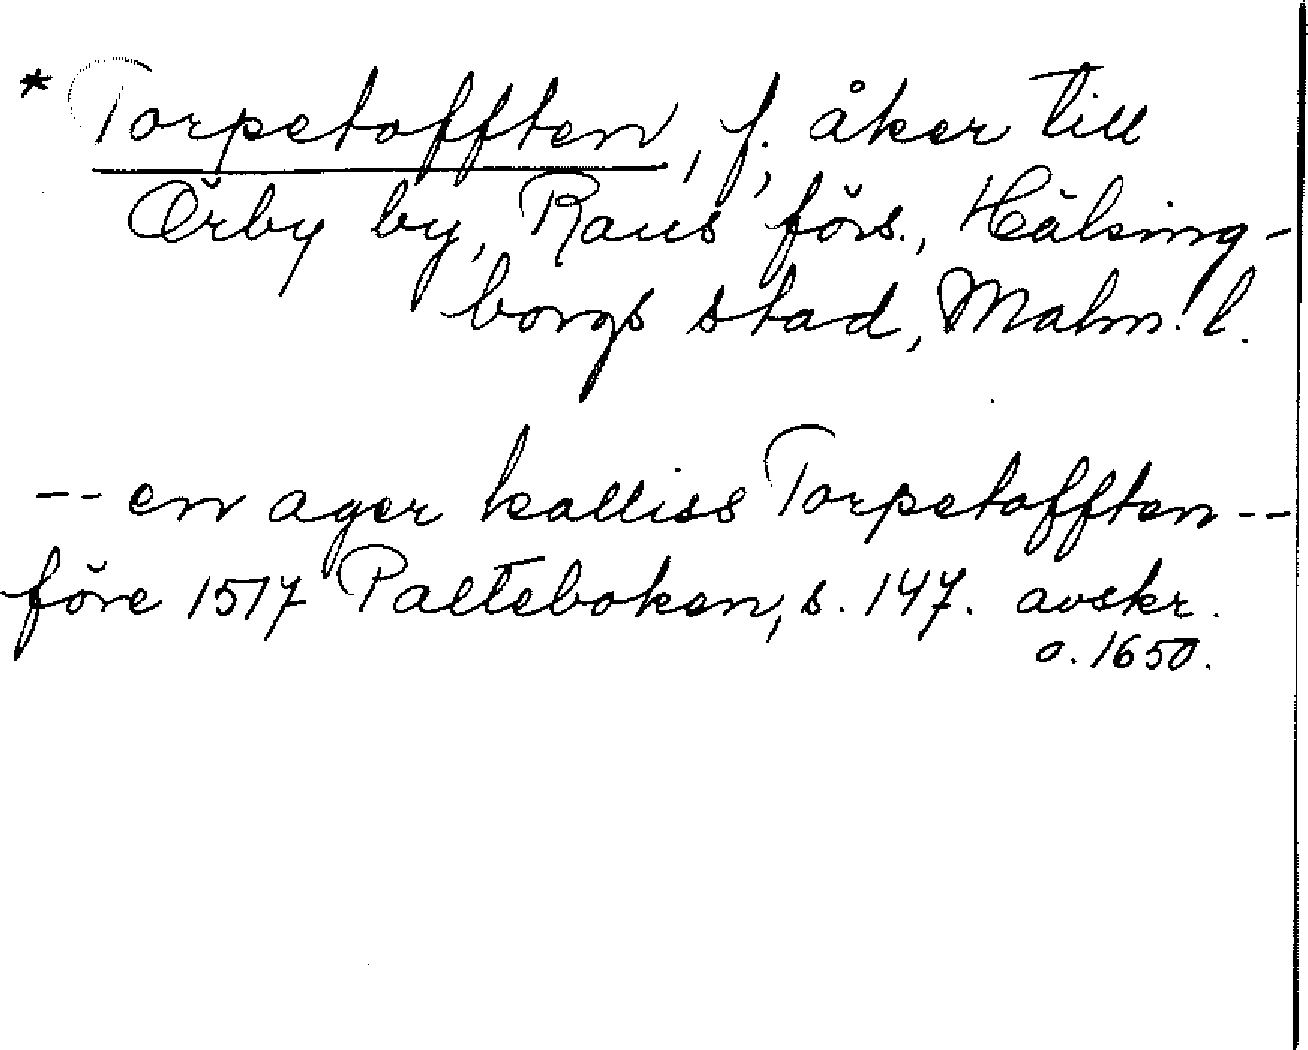 * Torpetofften, f. åker till
Örby by, Raus förs., Hälsing-
borgs stad, Malm. l.
-- en ager kalliss Torpetofften --
före 1517 Palteboken, s. 147. avskr.
o. 1650.